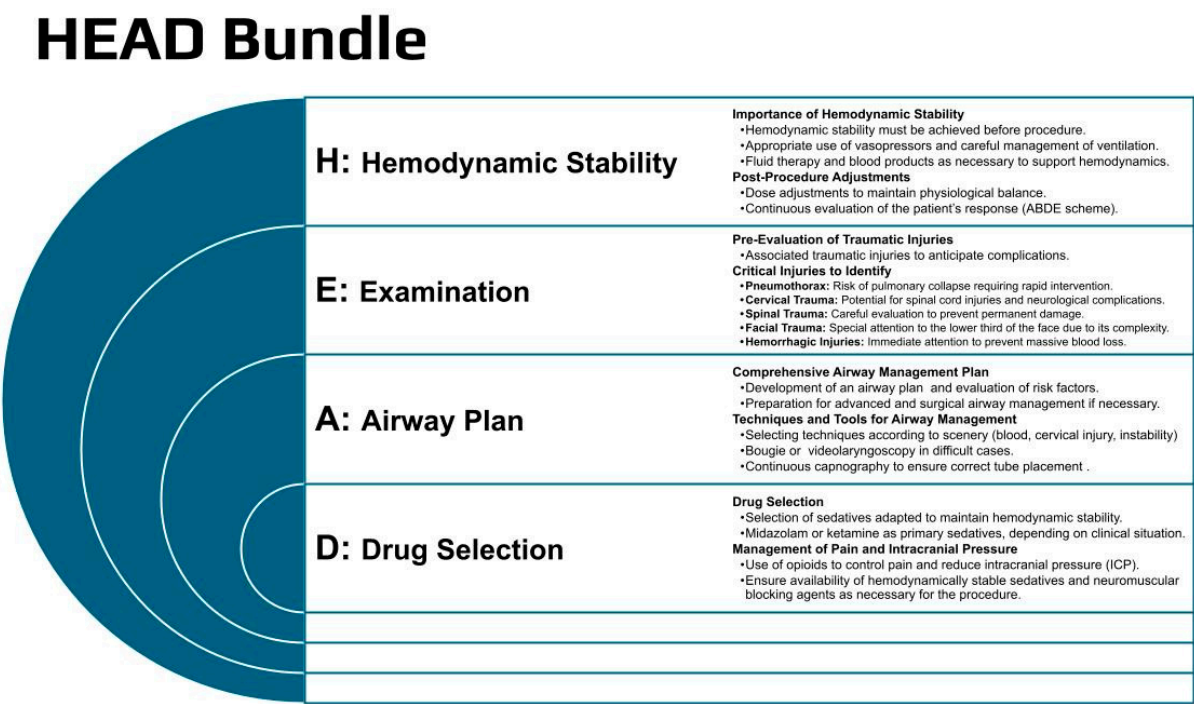 HEAD Bundle
H: Hemodynamic Stability
Importance of Hemodynamic Stability
•Hemodynamic stability must be achieved before procedure.
•Appropriate use of vasopressors and careful management of ventilation.
•Fluid therapy and blood products as necessary to support hemodynamics.
Post-Procedure Adjustments
•Dose adjustments to maintain physiological balance.
•Continuous evaluation of the patient's response (ABDE scheme).
E: Examination
Pre-Evaluation of Traumatic Injuries
•Associated traumatic injuries to anticipate complications.
Critical Injuries to Identify
•Pneumothorax: Risk of pulmonary collapse requiring rapid intervention.
•Cervical Trauma: Potential for spinal cord injuries and neurological complications.
•Spinal Trauma: Careful evaluation to prevent permanent damage.
•Facial Trauma: Special attention to the lower third of the face due to its complexity.
•Hemorrhagic Injuries: Immediate attention to prevent massive blood loss.
A: Airway Plan
Comprehensive Airway Management Plan
•Development of an airway plan and evaluation of risk factors.
•Preparation for advanced and surgical airway management if necessary.
Techniques and Tools for Airway Management
•Selecting techniques according to scenery (blood, cervical injury, instability)
•Bougie or videolaryngoscopy in difficult cases.
•Continuous capnography to ensure correct tube placement .
D: Drug Selection
Drug Selection
•Selection of sedatives adapted to maintain hemodynamic stability.
•Midazolam or ketamine as primary sedatives, depending on clinical situation.
Management of Pain and Intracranial Pressure
•Use of opioids to control pain and reduce intracranial pressure (ICP).
•Ensure availability of hemodynamically stable sedatives and neuromuscular
blocking agents as necessary for the procedure.